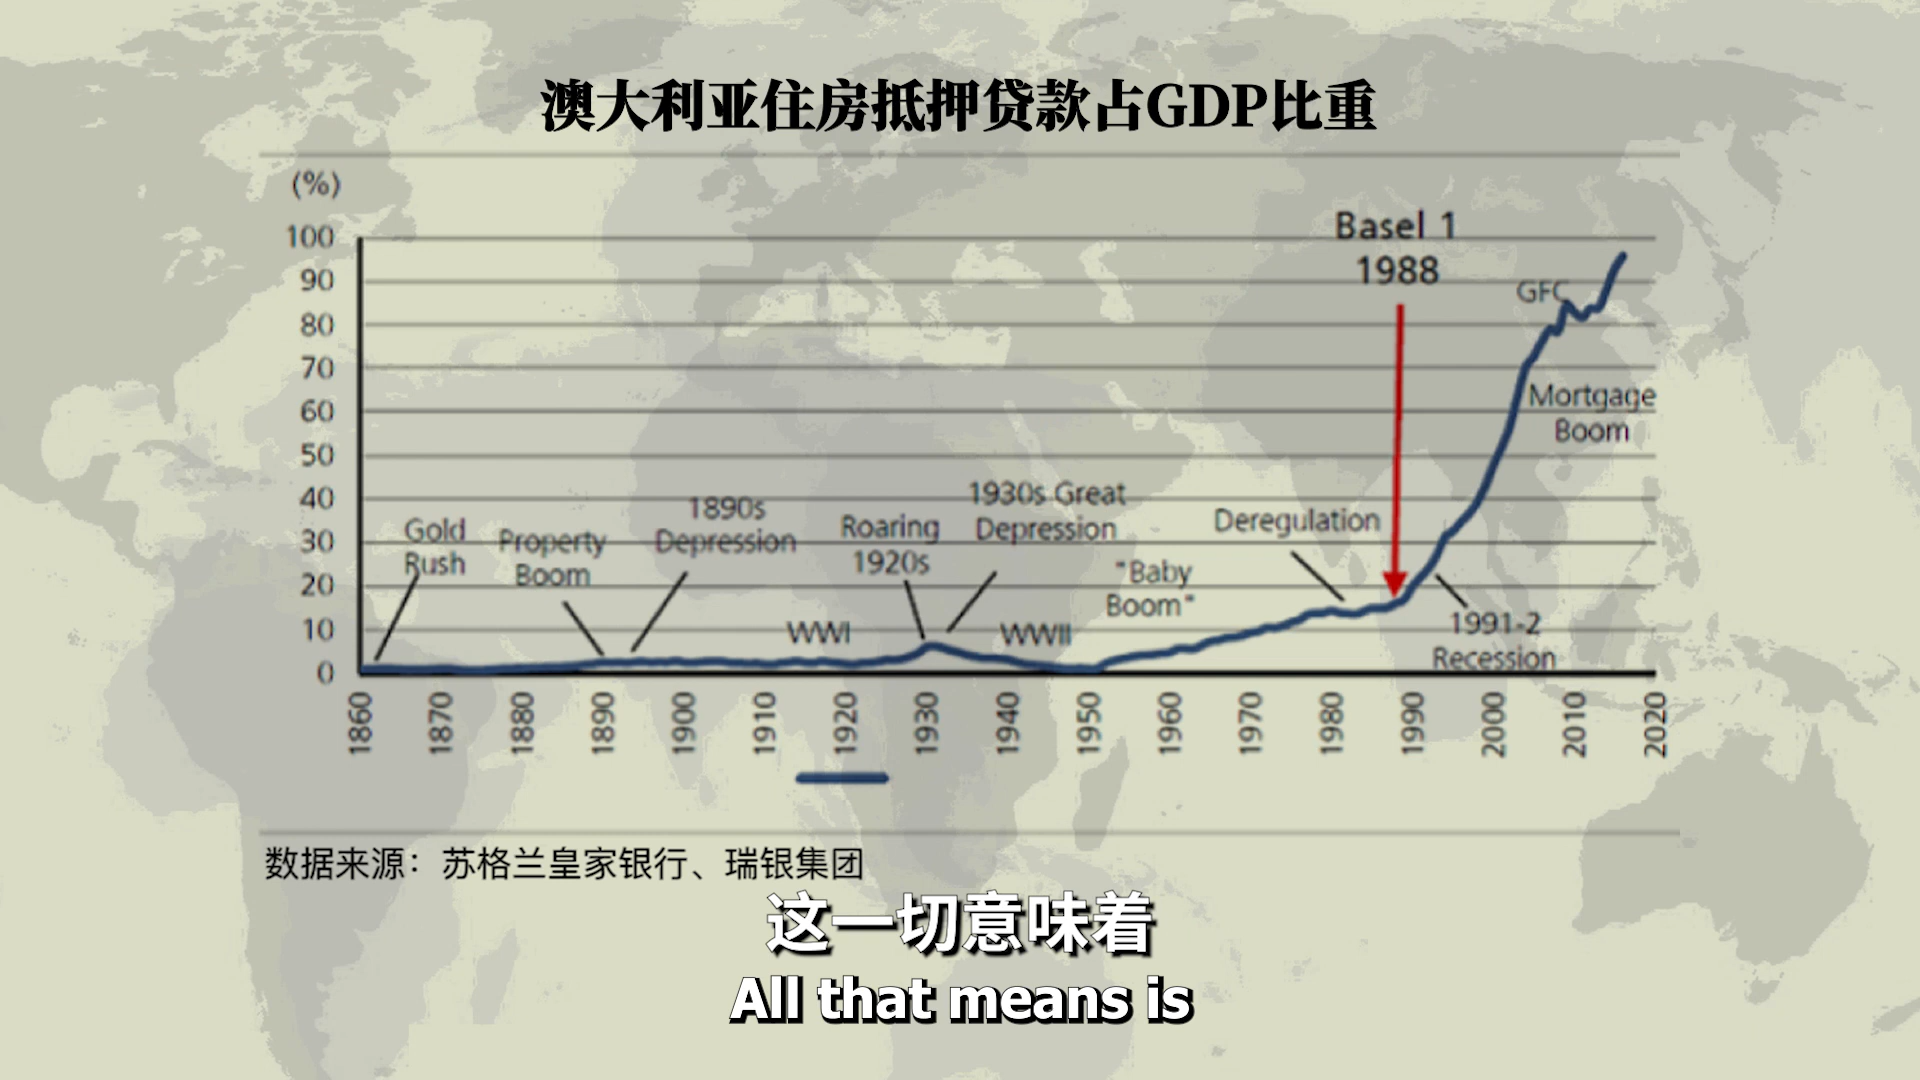 澳大利亚住房抵押贷款占GDP比重
(%)
100
90
80
70
60
50
40
30
20
10
0
Basel 1
1988
GFC
Mortgage
Boom
Gold
Rush
Property
Boom
1890s
Depression
WWI
Roaring
1920s
1930s Great
Depression
WWII
"Baby
Boom"
Deregulation
1991-2
Recession
1860
1870
1880
1890
1900
1910
1920
1930
1940
1950
1960
1970
1980
1990
2000
2010
2020
数据来源：苏格兰皇家银行、瑞银集团
这一切意味着
All that means is